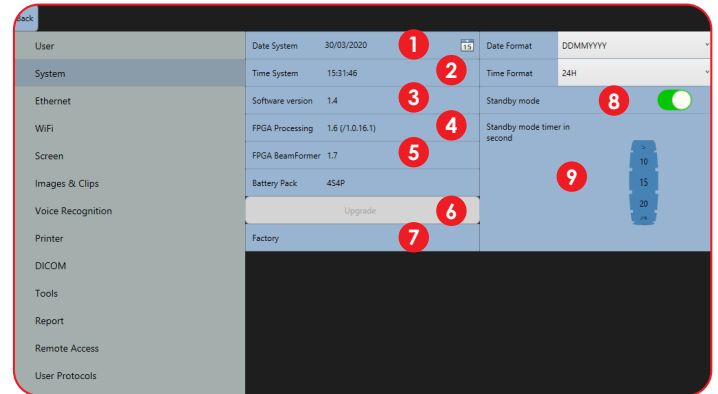 Back
User
System
Ethernet
WiFi
Screen
Images & Clips
Voice Recognition
Printer
DICOM
Tools
Report
Remote Access
User Protocols
Date System 30/03/2020 1 15
Time System 15:31:46 2
Software version 1.4 3
FPGA Processing 1.6 (/1.0.16.1) 4
FPGA BeamFormer 1.7 5
Battery Pack 4S4P
Upgrade 6
Factory 7
Date Format DDMMYYYY
Time Format 24H
Standby mode 8
Standby mode timer in
second
9
10
15
20